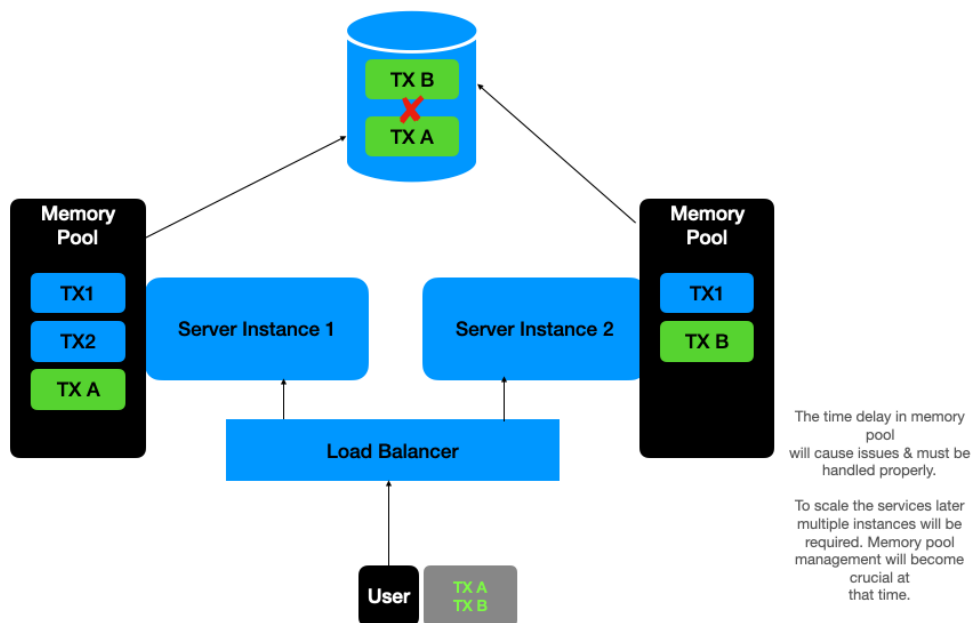 TX B
TX A
Memory
Pool
TX1
TX2
TX A
Server Instance 1
Server Instance 2
Memory
Pool
TX1
TX B
Load Balancer
The time delay in memory
pool
will cause issues & must be
handled properly.
To scale the services later
multiple instances will be
required. Memory pool
management will become
crucial at
that time.
User
TX A
TX B